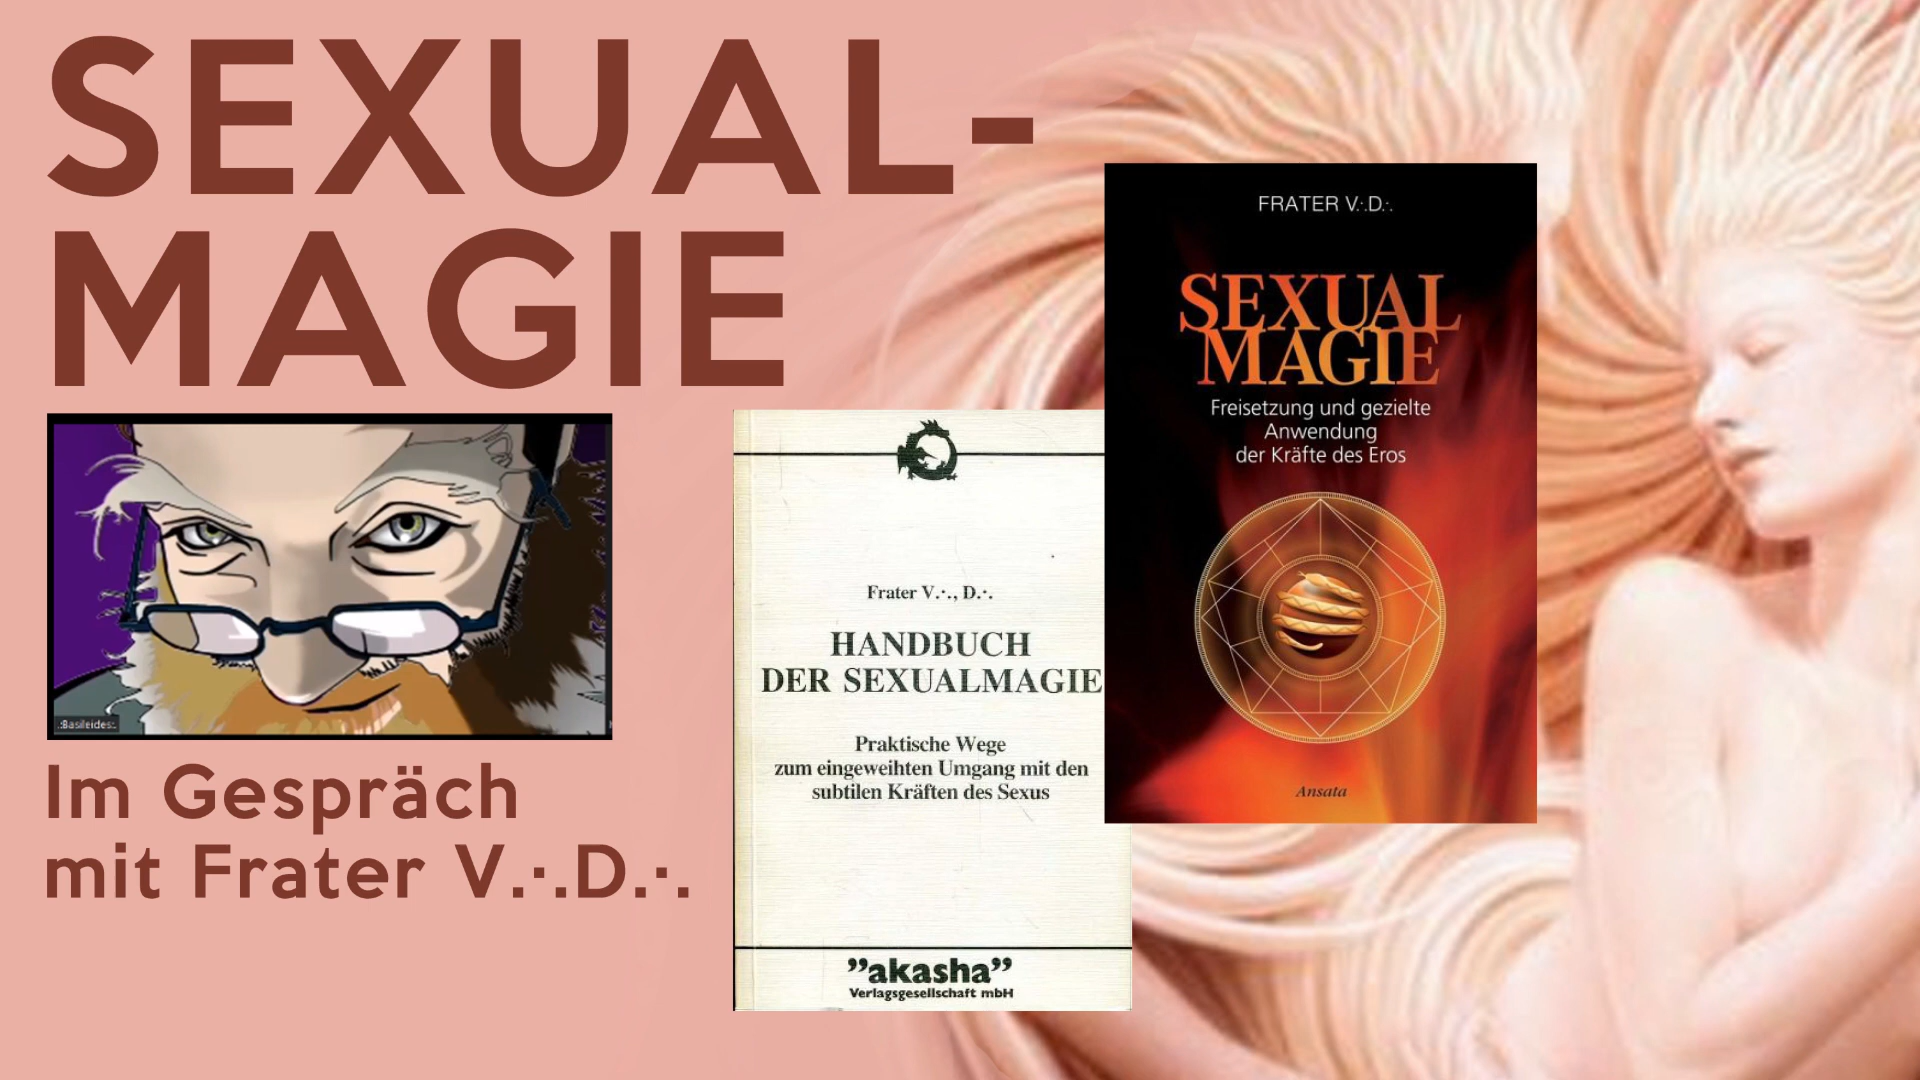 SEXUAL-
MAGIE
.:Basileides:.
Im Gespräch
mit Frater V.·.D.·.
Frater V.·., D.·.
HANDBUCH
DER SEXUALMAGIE
Praktische Wege
zum eingeweihten Umgang mit den
subtilen Kräften des Sexus
”akasha”
Verlagsgesellschaft mbH
FRATER V.·.D.·.
SEXUAL
MAGIE
Freisetzung und gezielte
Anwendung
der Kräfte des Eros
Ansata